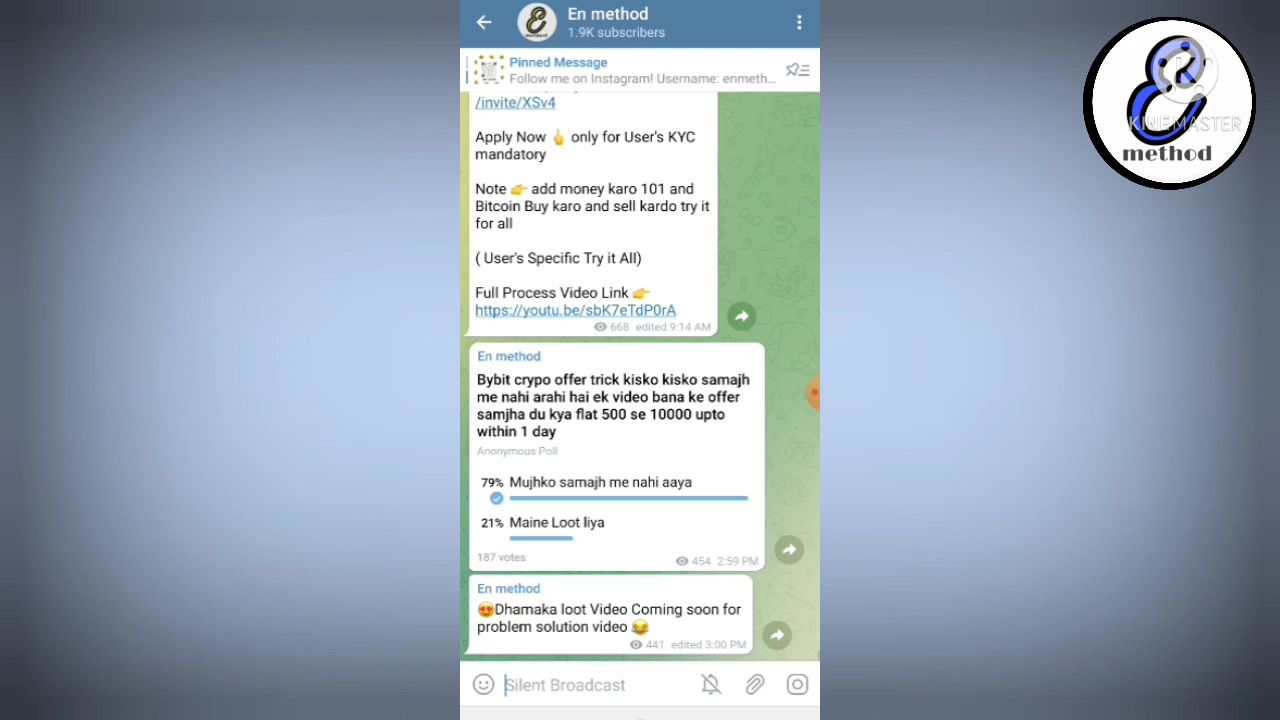 En method
1.9K subscribers
Pinned Message
Follow me on Instagram! Username: enmeth...
/invite/XSv4
Apply Now 👆 only for User's KYC
mandatory
Note 👉 add money karo 101 and
Bitcoin Buy karo and sell kardo try it
for all
( User's Specific Try it All)
Full Process Video Link 👉
https://youtu.be/sbK7eTdP0rA
668 edited 9:14 AM
En method
Bybit crypo offer trick kisko kisko samajh
me nahi arahi hai ek video bana ke offer
samjha du kya flat 500 se 10000 upto
within 1 day
Anonymous Poll
79% Mujhko samajh me nahi aaya
21% Maine Loot liya
187 votes
454 2:59 PM
En method
😍Dhamaka loot Video Coming soon for
problem solution video 😂
441 edited 3:00 PM
Silent Broadcast
K
KINEMASTER
method